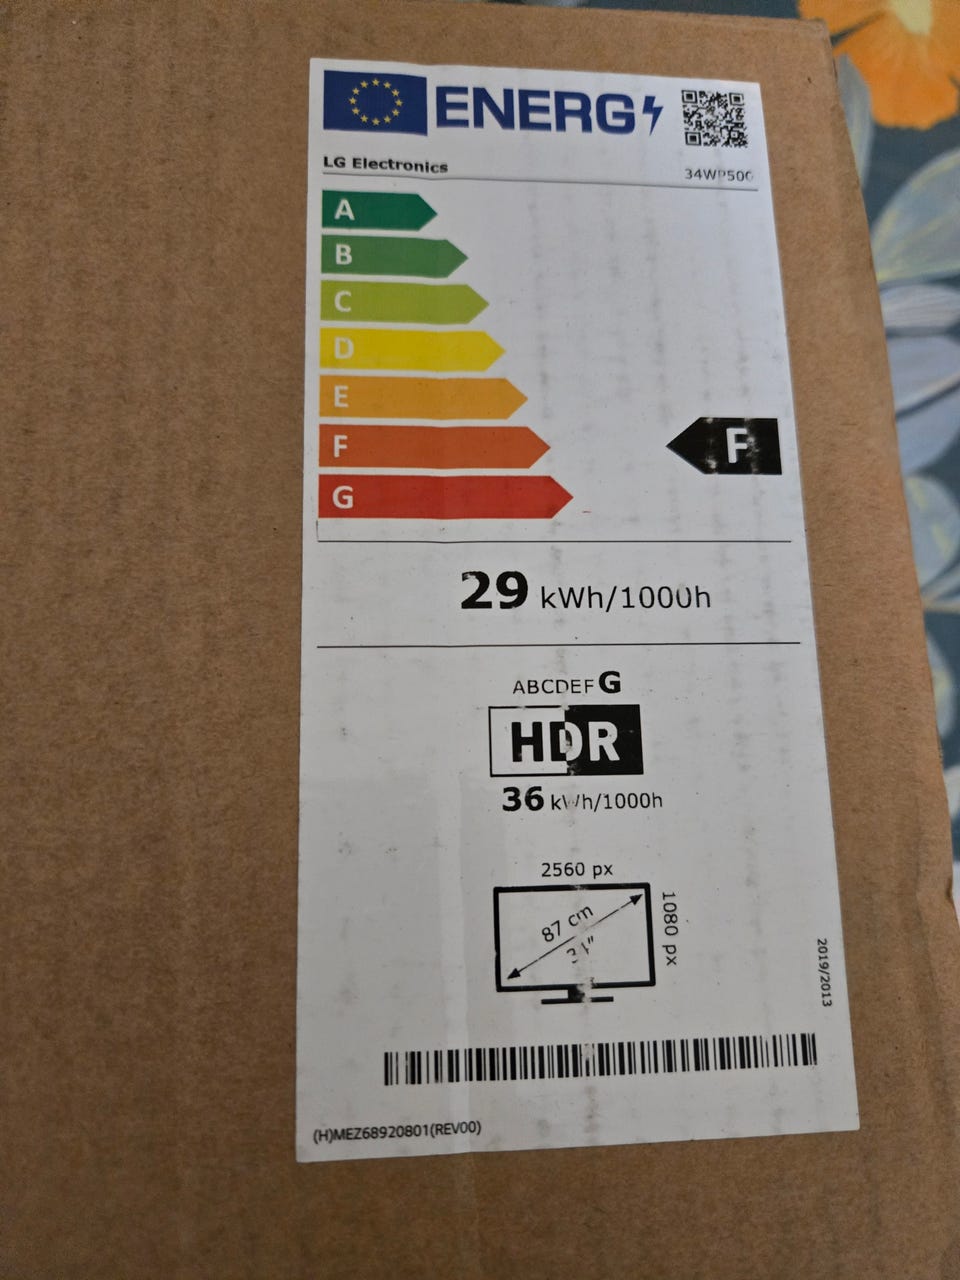 ENERG
LG Electronics
34WP500
A
B
C
D
E
F
F
G
29 kWh/1000h
ABCDEFG
HDR
36 kWh/1000h
2560 px
1080 px
87 cm
34"
2019/2013
(H)MEZ68920801(REV00)